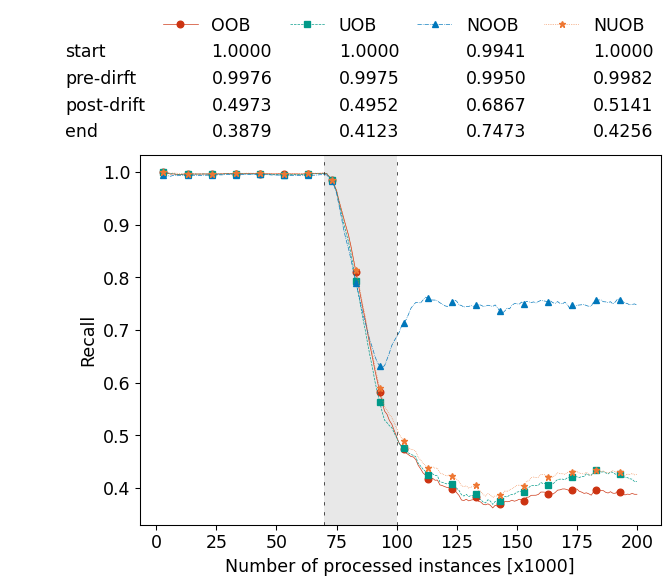 OOB UOB NOOB NUOB
start 1.0000 1.0000 0.9941 1.0000
pre-dirft 0.9976 0.9975 0.9950 0.9982
post-drift 0.4973 0.4952 0.6867 0.5141
end 0.3879 0.4123 0.7473 0.4256
1.0
0.9
0.8
0.7
0.6
0.5
0.4
Recall
0 25 50 75 100 125 150 175 200
Number of processed instances [x1000]